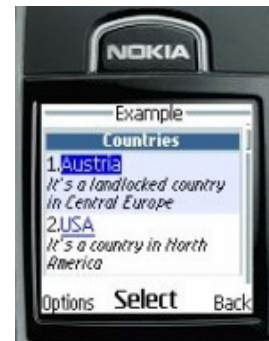 NOKIA
Example
Countries
1.Austria
It's a landlocked country
in Central Europe
2.USA
It's a country in North
America
Options Select Back